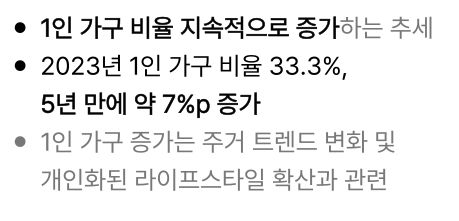 • 1인 가구 비율 지속적으로 증가하는 추세
• 2023년 1인 가구 비율 33.3%,
5년 만에 약 7%p 증가
• 1인 가구 증가는 주거 트렌드 변화 및
개인화된 라이프스타일 확산과 관련